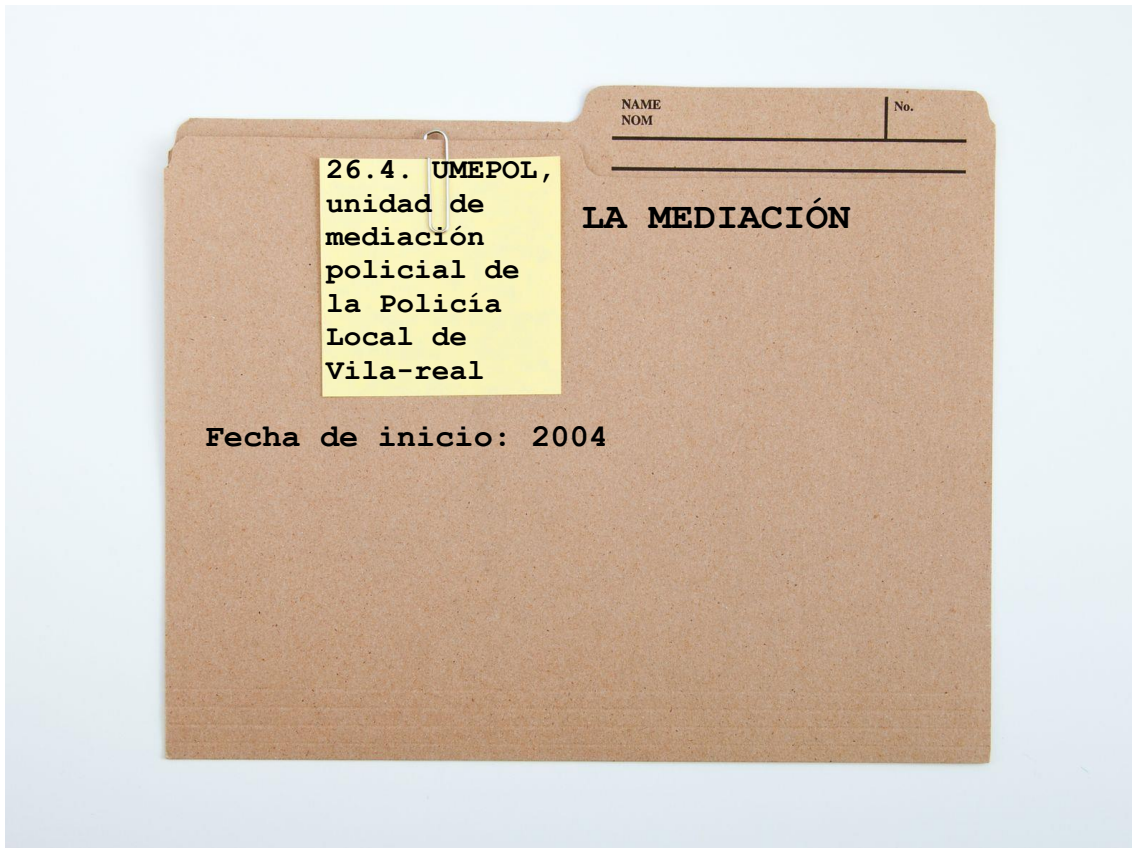 NAME
NOM
No.
26.4. UMEPOL,
unidad de
mediación
policial de
la Policía
Local de
Vila-real
LA MEDIACIÓN
Fecha de inicio: 2004